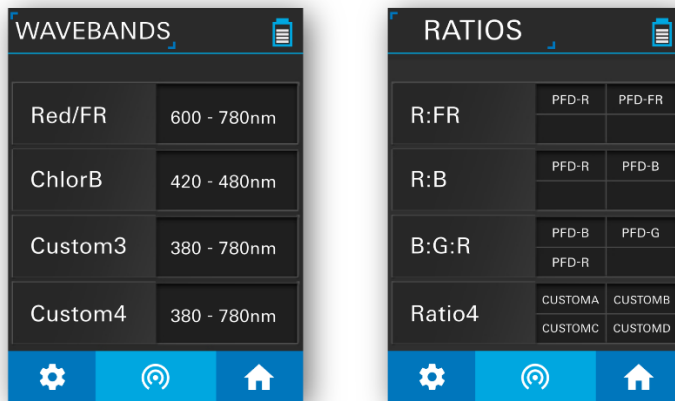 WAVEBANDS
Red/FR 600 - 780nm
ChlorB 420 - 480nm
Custom3 380 - 780nm
Custom4 380 - 780nm
RATIOS
R:FR PFD-R PFD-FR
R:B PFD-R PFD-B
B:G:R PFD-B PFD-G
PFD-R
Ratio4 CUSTOMA CUSTOMB
CUSTOMC CUSTOMD